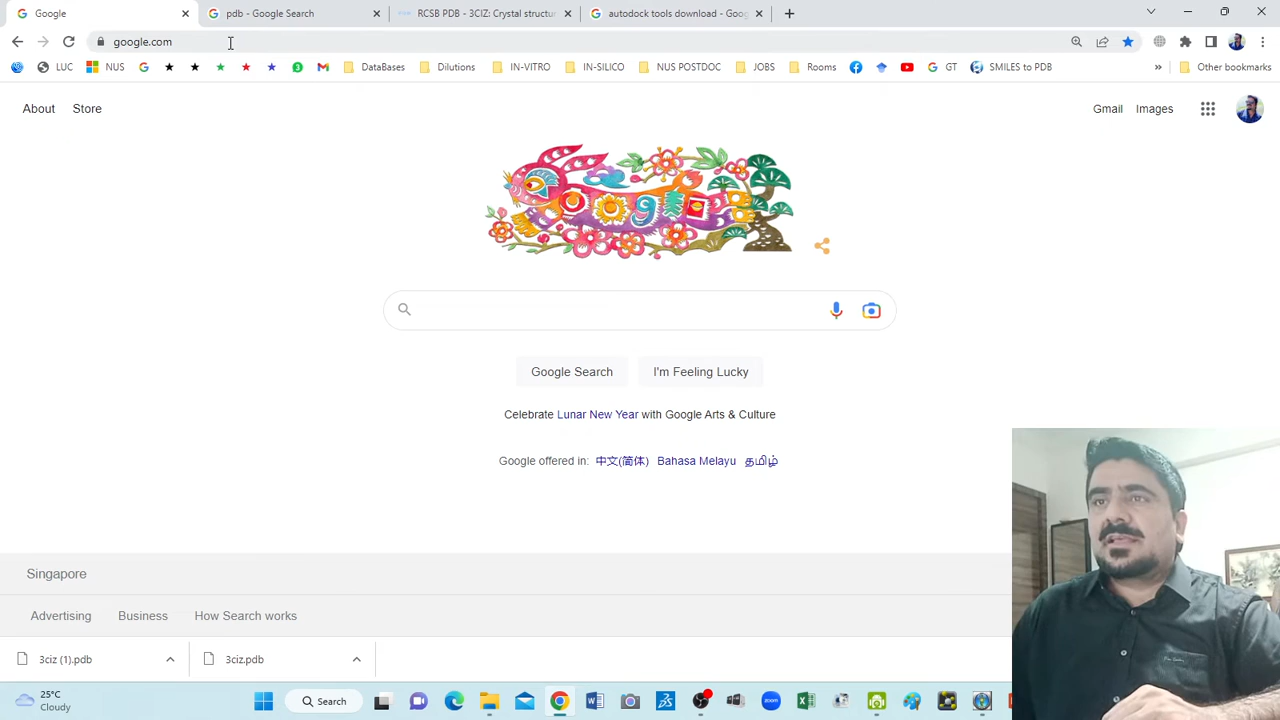 Google
pdb - Google Search
RCSB PDB - 3CIZ: Crystal structur
autodock tools download - Goog
google.com
LUC
NUS
3
DataBases
Dilutions
IN-VITRO
IN-SILICO
NUS POSTDOC
JOBS
Rooms
GT
SMILES to PDB
»
Other bookmarks
About
Store
Gmail
Images
Google Search
I'm Feeling Lucky
Celebrate Lunar New Year with Google Arts & Culture
Google offered in: 中文(简体) Bahasa Melayu தமிழ்
Singapore
Advertising
Business
How Search works
3ciz (1).pdb
3ciz.pdb
25°C
Cloudy
Search
zoom